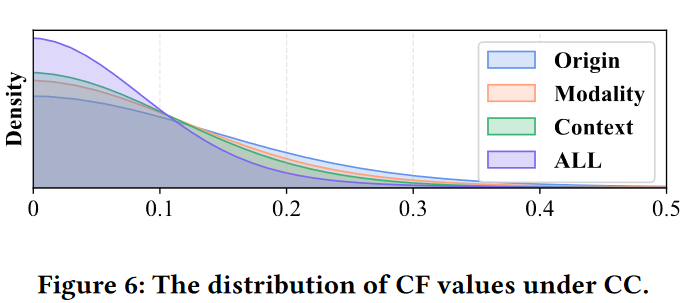 Density
Origin
Modality
Context
ALL
0 0.1 0.2 0.3 0.4 0.5
Figure 6: The distribution of CF values under CC.